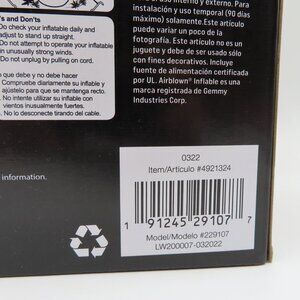 's and Don'ts
Do check your inflatable daily and
adjust to stand up straight.
Do not attempt to operate your inflatable
in unusually strong winds.
Do not unplug by pulling on cord.
que debe y no debe hacer
Compruebe diariamente su inflable y
ajústelo para que se mantenga recto.
No intente utilizar su inflable con
vientos inusualmente fuertes.
No lo desconecte tirando del cable.
information.
de uso interno y externo. Para
instalación y uso temporal (90 días
máximo) solamente. Este artículo
puede variar un poco de la
fotografía. Este artículo no es un
juguete y debe de ser usado sólo
con fines decorativos. Incluye
fuente de alimentación certificada
por UL. Airblown® Inflable es una
marca registrada de Gemmy
Industries Corp.
0322
Item/Artículo #4921324
1 91245 29107 7
Model/Modelo #229107
LW200007-032022